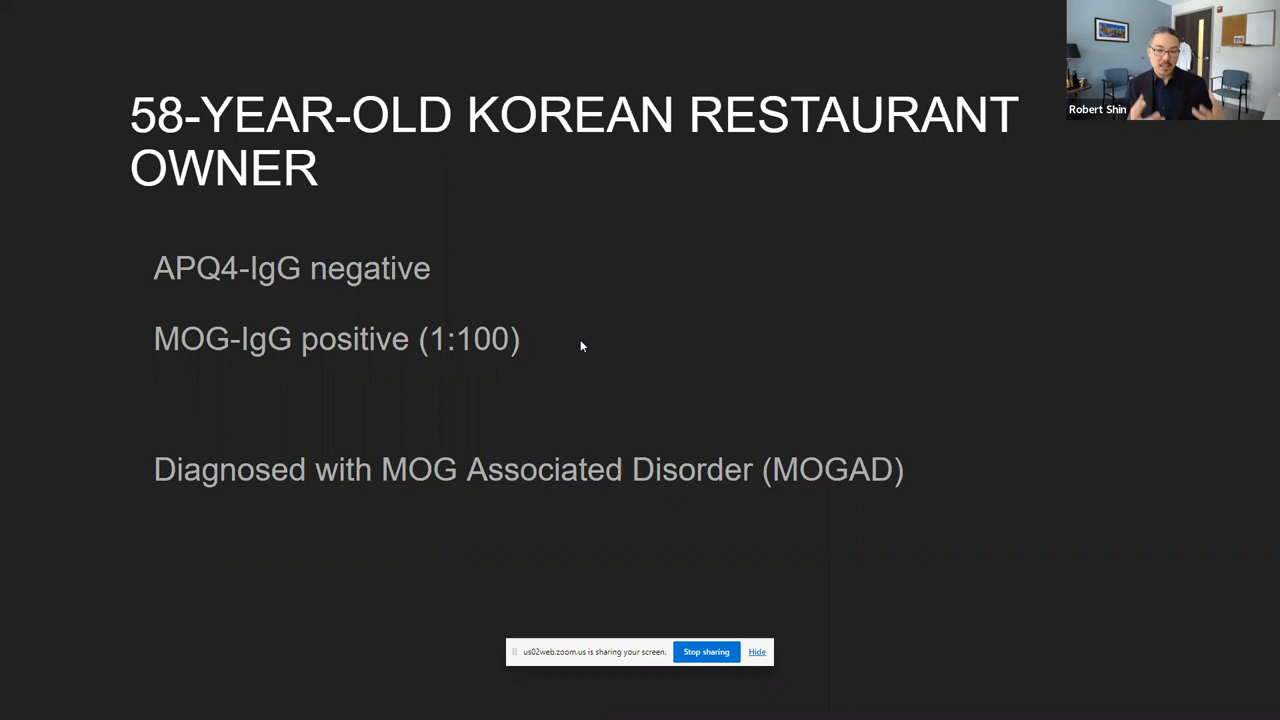 58-YEAR-OLD KOREAN RESTAURANT
OWNER
Robert Shin
APQ4-IgG negative
MOG-IgG positive (1:100)
Diagnosed with MOG Associated Disorder (MOGAD)
us02web.zoom.us is sharing your screen.
Stop sharing
Hide